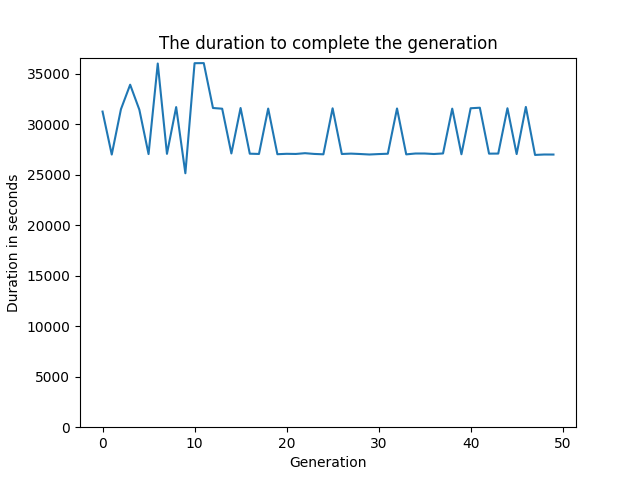 The duration to complete the generation
35000
30000
25000
20000
15000
10000
5000
0
Duration in seconds
0 10 20 30 40 50
Generation